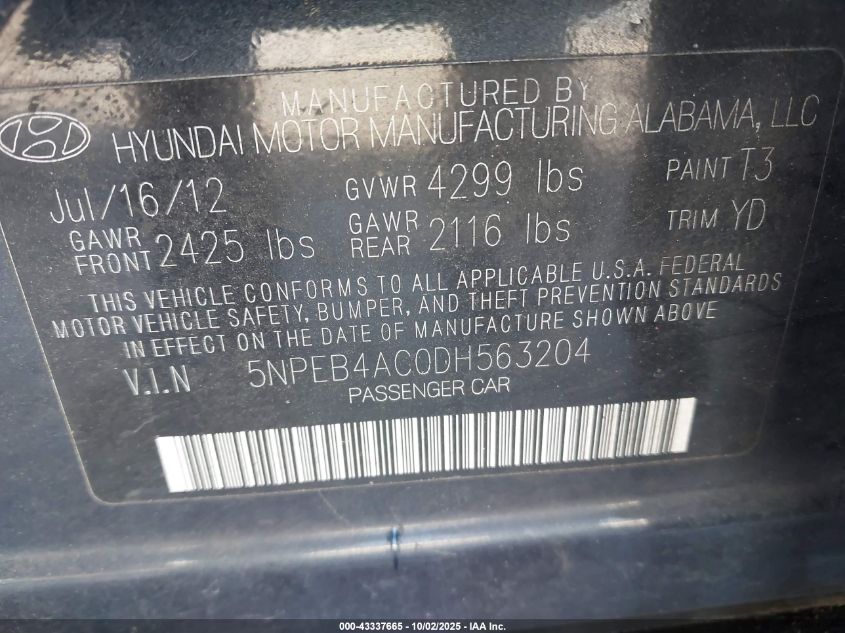 MANUFACTURED BY
HYUNDAI MOTOR MANUFACTURING ALABAMA, LLC
Jul/16/12 GVWR 4299 lbs PAINT T3
GAWR FRONT 2425 lbs GAWR REAR 2116 lbs TRIM YD
THIS VEHICLE CONFORMS TO ALL APPLICABLE U.S.A. FEDERAL
MOTOR VEHICLE SAFETY, BUMPER, AND THEFT PREVENTION STANDARDS
IN EFFECT ON THE DATE OF MANUFACTURE SHOWN ABOVE
V.I.N 5NPEB4AC0DH563204
PASSENGER CAR
000-43337665 - 10/02/2025 - IAA Inc.